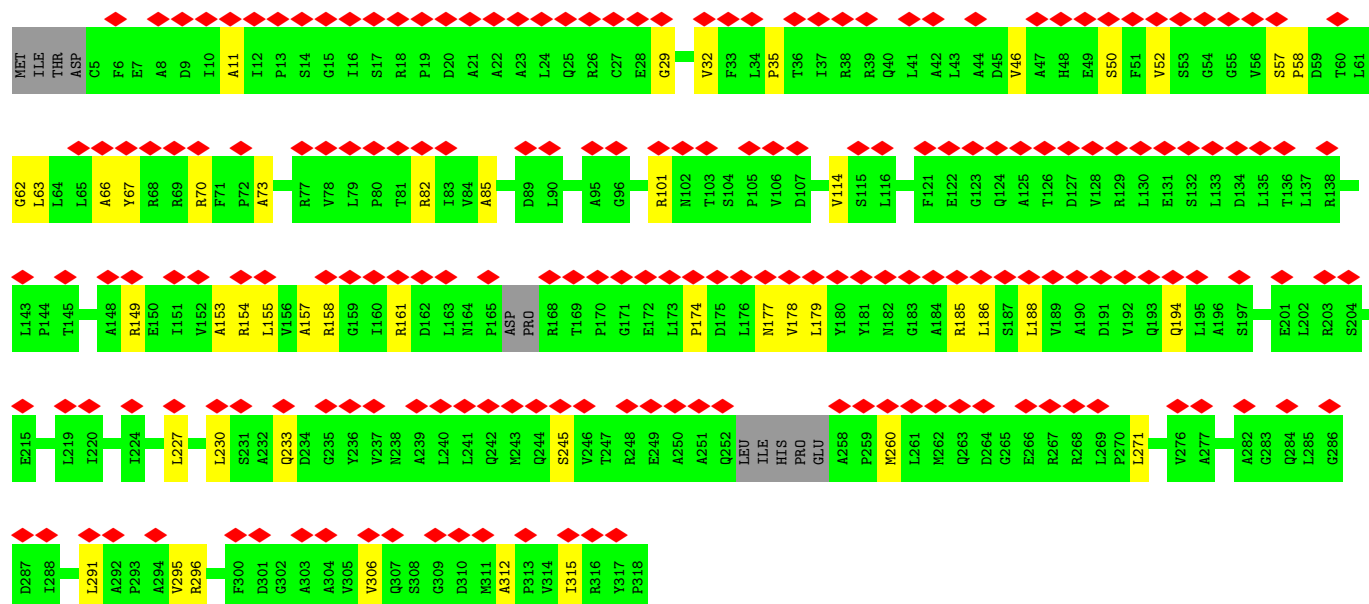 MET ILE THR ASP C5 F6 E7 A8 D9 I10 A11 I12 P13 S14 G15 I16 S17 R18 P19 D20 A21 A22 A23 L24 Q25 R26 C27 E28 G29 V32 F33 L34 P35 T36 I37 R38 R39 Q40 L41 A42 L43 A44 D45 V46 A47 H48 E49 S50 F51 V52 S53 G54 G55 V56 S57 P58 D59 T60 L61
G62 L63 L64 L65 A66 Y67 R68 R69 R70 F71 P72 A73 R77 V78 L79 P80 T81 R82 I83 V84 A85 D89 L90 A95 G96 R101 N102 T103 S104 P105 V106 D107 V114 S115 L116 F121 E122 G123 Q124 A125 T126 D127 V128 R129 L130 E131 S132 L133 D134 L135 T136 L137 R138
L143 P144 T145 A148 R149 E150 I151 V152 A153 R154 L155 V156 A157 R158 G159 I160 R161 D162 L163 N164 P165 ASP PRO R168 T169 P170 G171 E172 L173 P174 D175 L176 N177 V178 L179 Y180 Y181 N182 G183 A184 R185 L186 S187 L188 V189 A190 D191 V192 Q193 Q194 L195 A196 S197 E201 L202 R203 S204
E215 L219 I220 I224 L227 L230 S231 A232 Q233 D234 G235 Y236 V237 N238 A239 L240 L241 Q242 M243 Q244 S245 V246 T247 R248 E249 A250 A251 Q252 LEU ILE HIS PRO GLU A258 P259 M260 L261 M262 Q263 D264 G265 E266 R267 R268 L269 P270 L271 V276 A277 A282 G283 Q284 L285 G286
D287 I288 L291 A292 P293 A294 V295 R296 F300 D301 G302 A303 A304 V305 V306 Q307 S308 G309 D310 M311 A312 P313 V314 I315 R316 Y317 P318